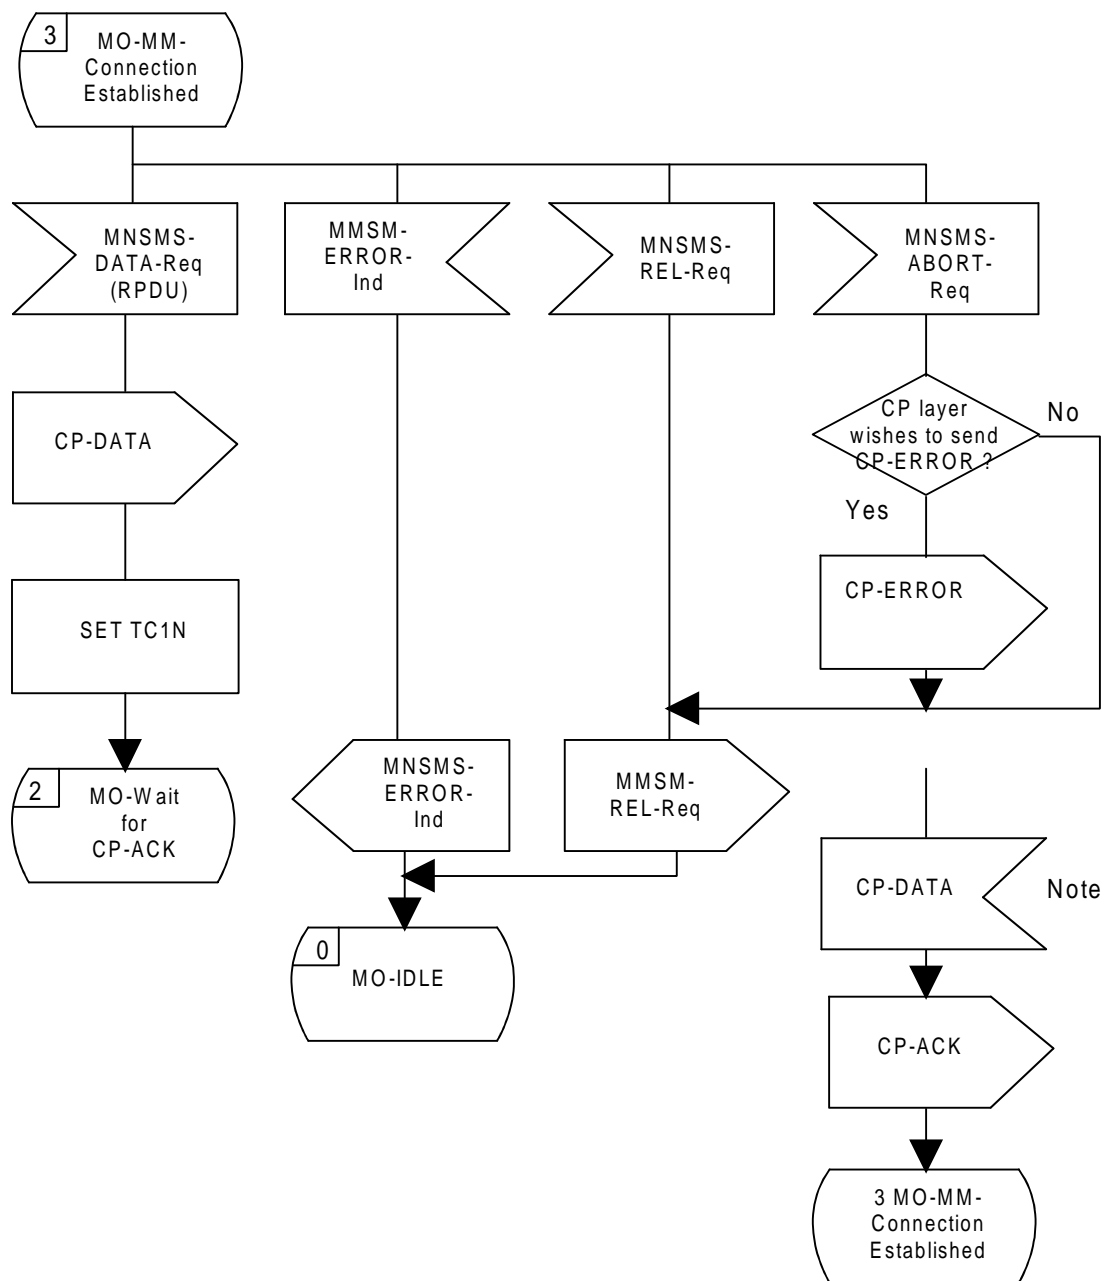 3
MO-MM-
Connection
Established
MNSMS-
DATA-Req
(RPDU)
MMSM-
ERROR-
Ind
MNSMS-
REL-Req
MNSMS-
ABORT-
Req
CP-DATA
CP layer
wishes to send
CP-ERROR ?
No
Yes
CP-ERROR
SET TC1N
2
MO-Wait
for
CP-ACK
MNSMS-
ERROR-
Ind
MMSM-
REL-Req
CP-DATA
Note
0
MO-IDLE
CP-ACK
3 MO-MM-
Connection
Established